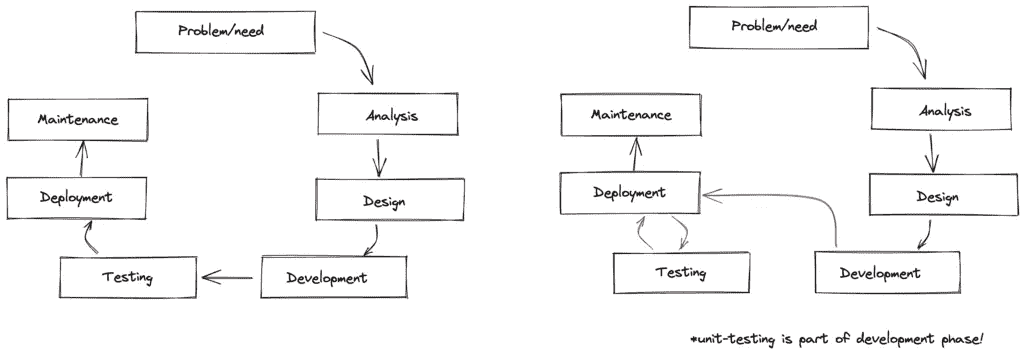 Problem/need
Analysis
Maintenance
Deployment
Design
Testing
Development
Problem/need
Analysis
Maintenance
Deployment
Design
Testing
Development
*unit-testing is part of development phase!